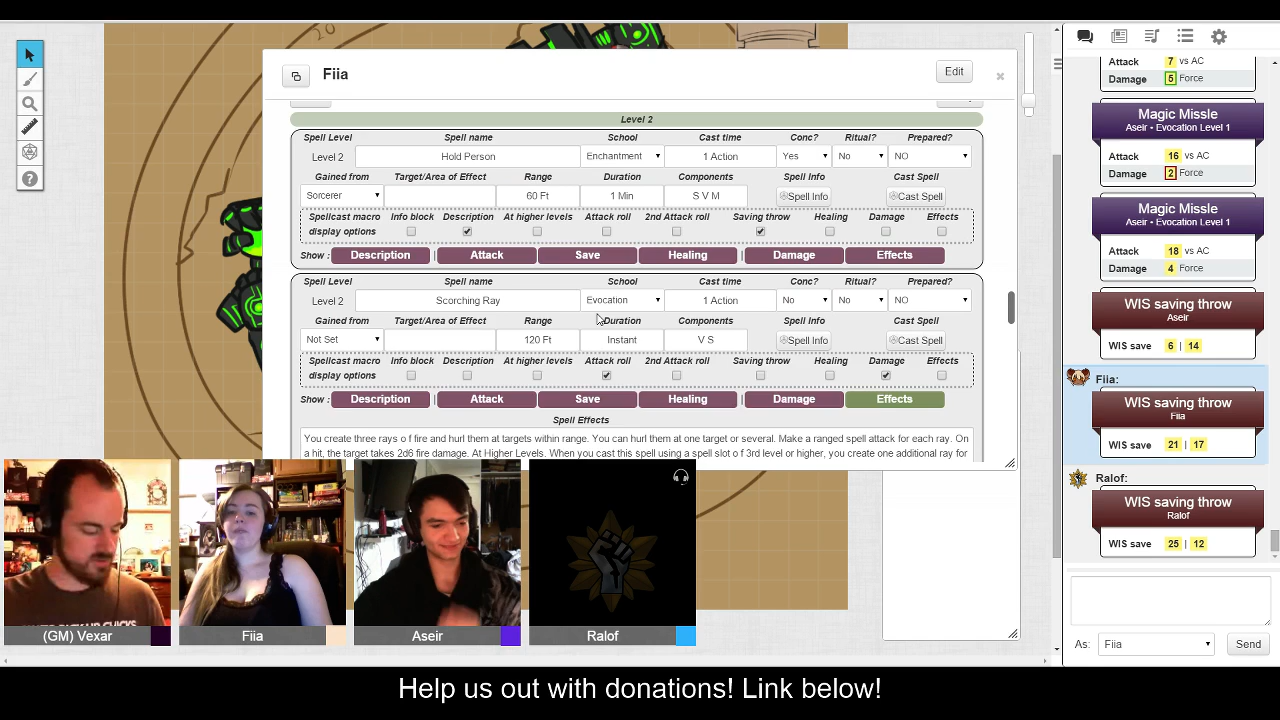 20
Fiia
Edit
Level 2
Spell Level Spell name School Cast time Conc? Ritual? Prepared?
Level 2 Hold Person Enchantment 1 Action Yes No NO
Gained from Target/Area of Effect Range Duration Components Spell Info Cast Spell
Sorcerer 60 Ft 1 Min S V M Spell Info Cast Spell
Spellcast macro Info block Description At higher levels Attack roll 2nd Attack roll Saving throw Healing Damage Effects
display options
Show : Description | Attack Save Healing | Damage Effects
Spell Level Spell name School Cast time Conc? Ritual? Prepared?
Level 2 Scorching Ray Evocation 1 Action No No NO
Gained from Target/Area of Effect Range Duration Components Spell Info Cast Spell
Not Set 120 Ft Instant V S Spell Info Cast Spell
Spellcast macro Info block Description At higher levels Attack roll 2nd Attack roll Saving throw Healing Damage Effects
display options
Show : Description | Attack Save Healing | Damage Effects
Spell Effects
You create three rays o f fire and hurl them at targets within range. You can hurl them at one target or several. Make a ranged spell attack for each ray. On
a hit, the target takes 2d6 fire damage. At Higher Levels. When you cast this spell using a spell slot o f 3rd level or higher, you create one additional ray for
Attack 7 vs AC
Damage 5 Force
Magic Missle
Aseir • Evocation Level 1
Attack 16 vs AC
Damage 2 Force
Magic Missle
Aseir • Evocation Level 1
Attack 18 vs AC
Damage 4 Force
WIS saving throw
Aseir
WIS save 6 | 14
Fiia:
WIS saving throw
Fiia
WIS save 21 | 17
Ralof:
WIS saving throw
Ralof
WIS save 25 | 12
As: Fiia Send
(GM) Vexar
Fiia
Aseir
Ralof
Help us out with donations! Link below!